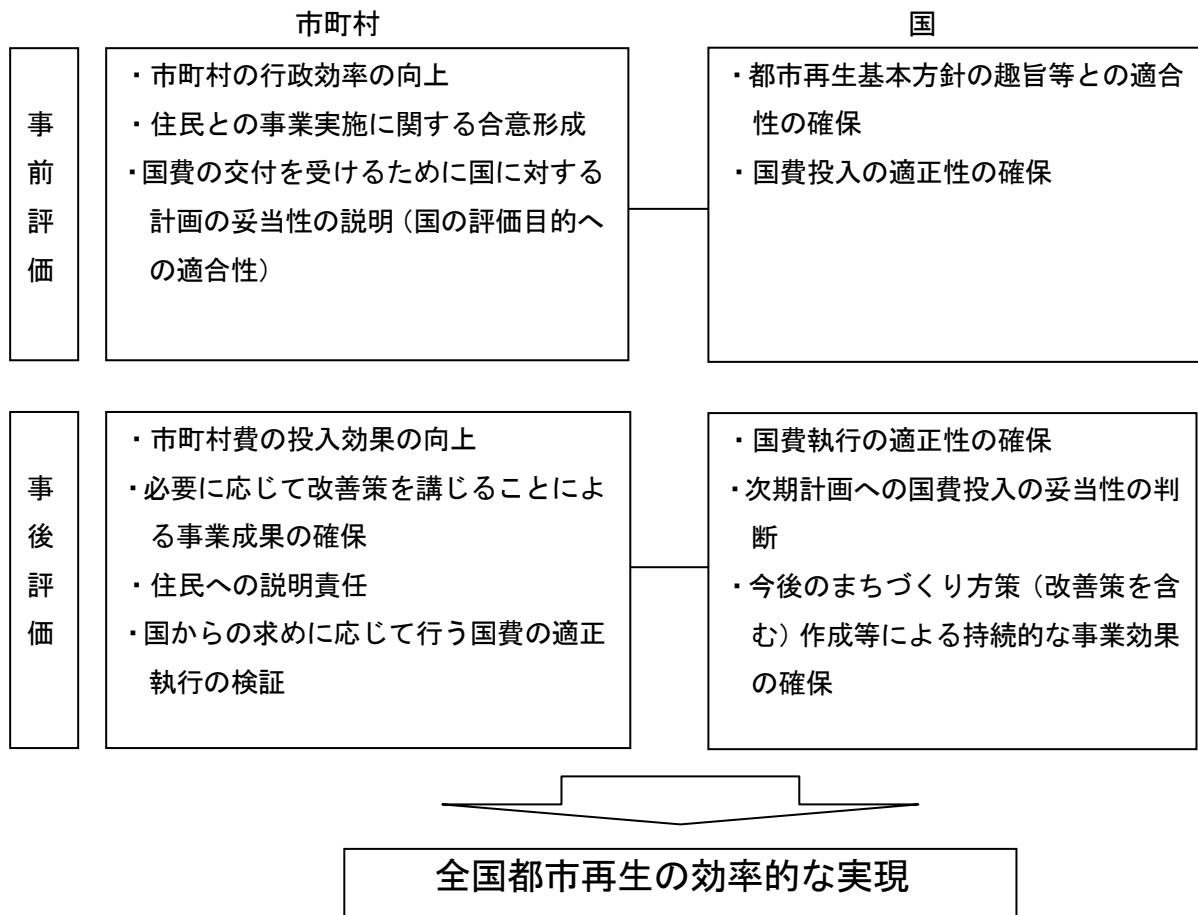 市町村
国
事
前
評
価
・市町村の行政効率の向上
・住民との事業実施に関する合意形成
・国費の交付を受けるために国に対する
計画の妥当性の説明（国の評価目的へ
の適合性）
・都市再生基本方針の趣旨等との適合
性の確保
・国費投入の適正性の確保
事
後
評
価
・市町村費の投入効果の向上
・必要に応じて改善策を講じることによ
る事業成果の確保
・住民への説明責任
・国からの求めに応じて行う国費の適正
執行の検証
・国費執行の適正性の確保
・次期計画への国費投入の妥当性の判
断
・今後のまちづくり方策（改善策を含
む）作成等による持続的な事業効果
の確保
全国都市再生の効率的な実現